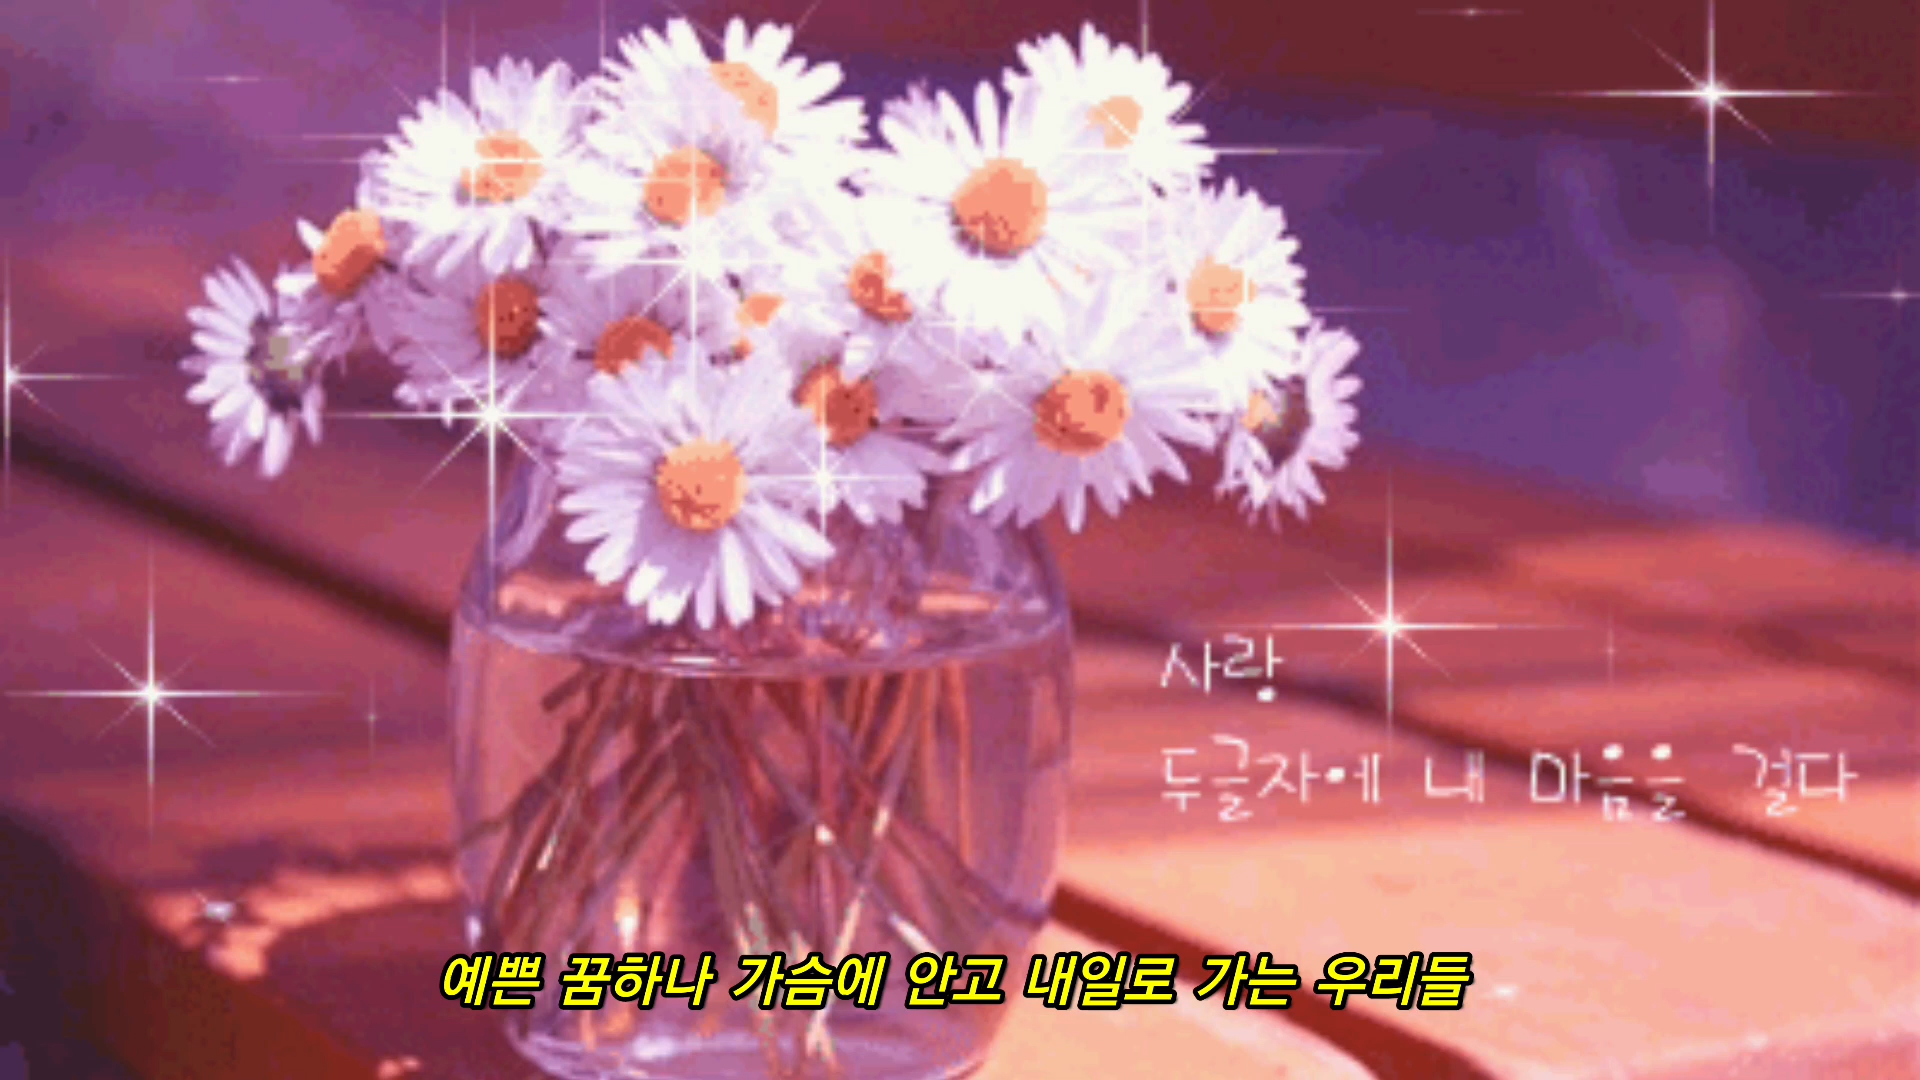 사랑
두글자에 내 마음을 걸다
예쁜 꿈하나 가슴에 안고 내일로 가는 우리들